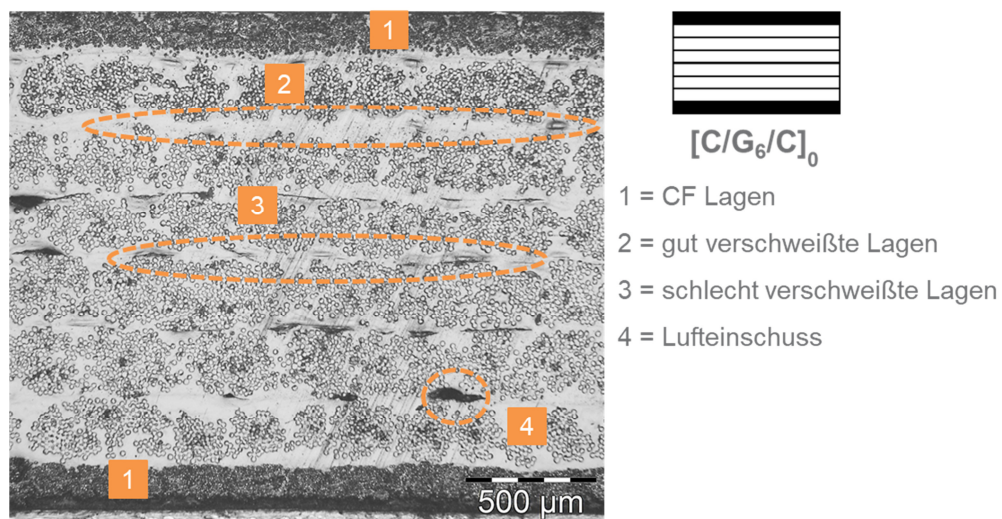 1
2
3
4
1
500 µm
[C/G₆/C]₀
1 = CF Lagen
2 = gut verschweißte Lagen
3 = schlecht verschweißte Lagen
4 = Lufteinschuss